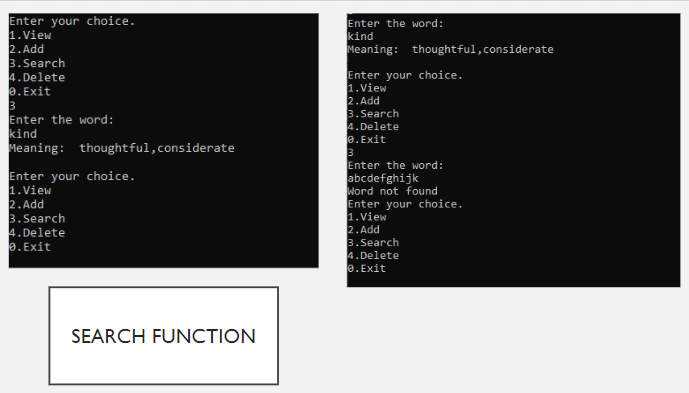 Enter your choice.
1.View
2.Add
3.Search
4.Delete
0.Exit
3
Enter the word:
kind
Meaning:  thoughtful,considerate

Enter your choice.
1.View
2.Add
3.Search
4.Delete
0.Exit

Enter the word:
kind
Meaning:  thoughtful,considerate

Enter your choice.
1.View
2.Add
3.Search
4.Delete
0.Exit
3
Enter the word:
abcdefghijk
Word not found
Enter your choice.
1.View
2.Add
3.Search
4.Delete
0.Exit

SEARCH FUNCTION